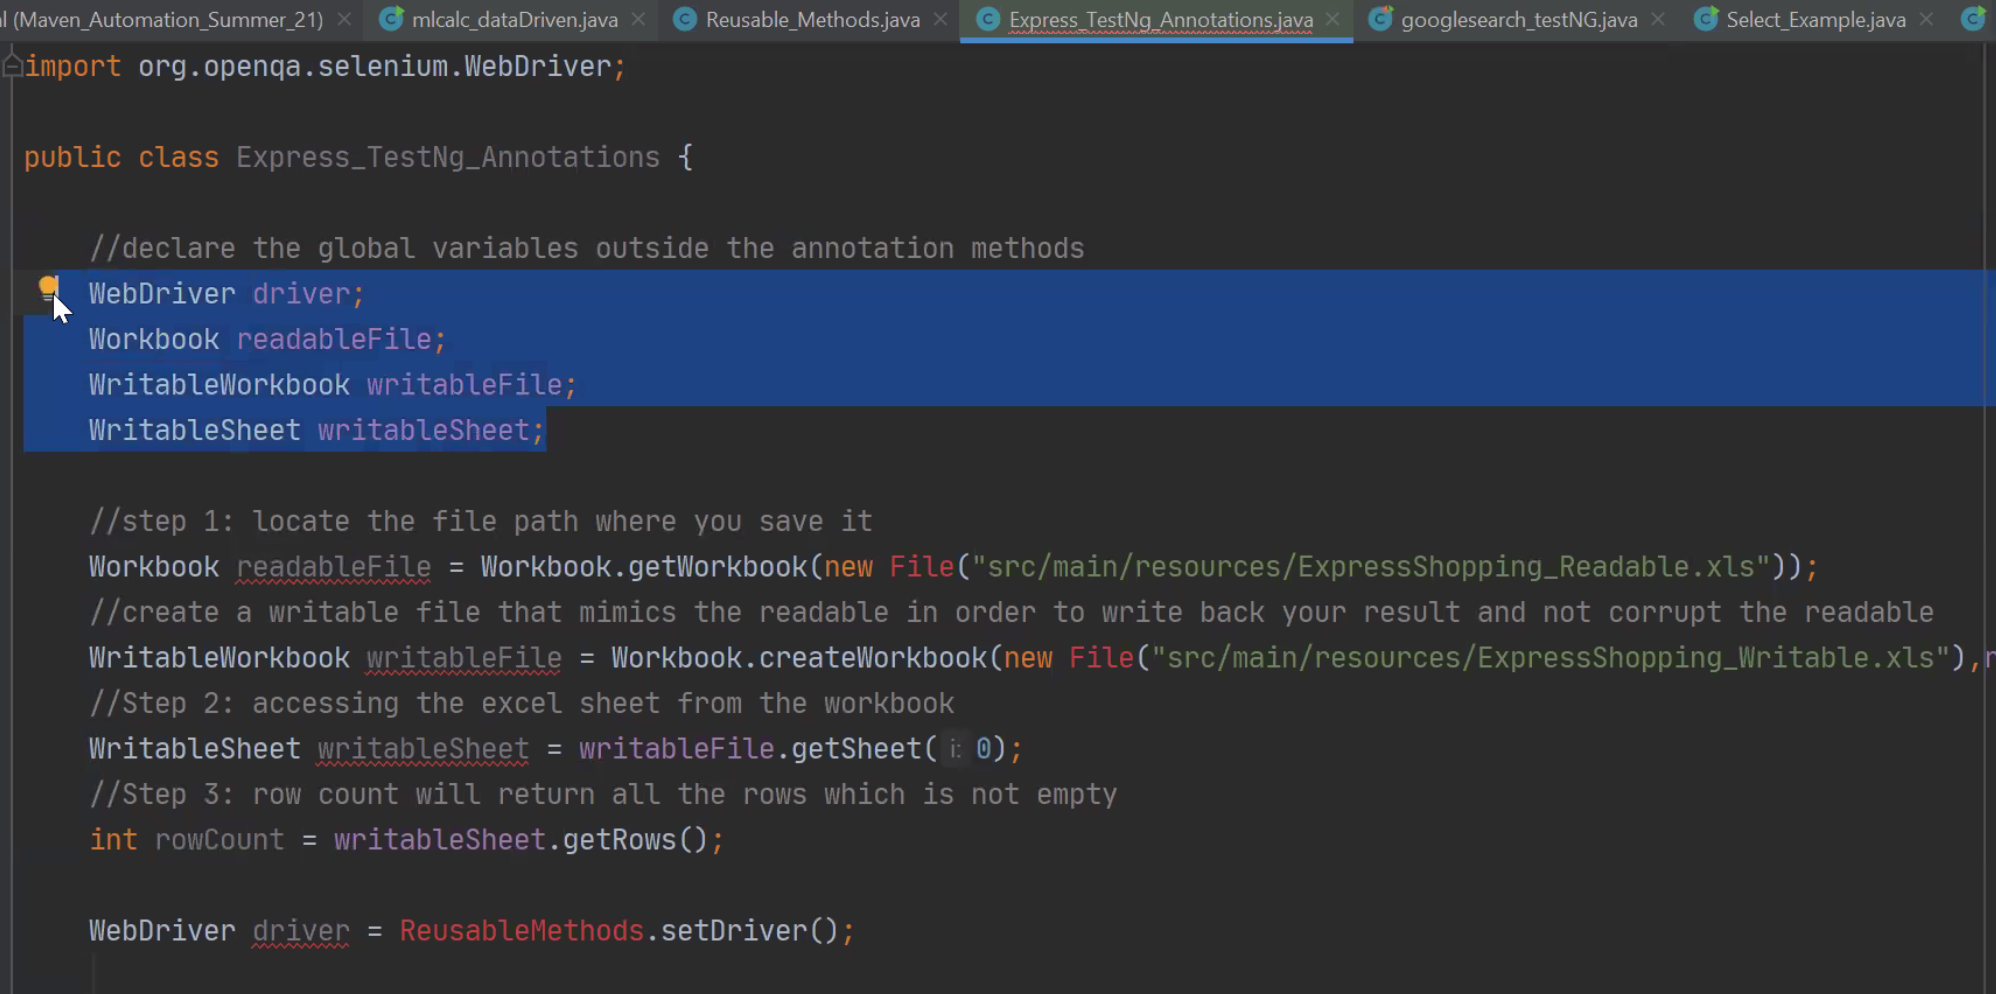 al (Maven_Automation_Summer_21) mlcalc_dataDriven.java Reusable_Methods.java Express_TestNg_Annotations.java googlesearch_testNG.java Select_Example.java
import org.openqa.selenium.WebDriver;
public class Express_TestNg_Annotations {
//declare the global variables outside the annotation methods
WebDriver driver;
Workbook readableFile;
WritableWorkbook writableFile;
WritableSheet writableSheet;
//step 1: locate the file path where you save it
Workbook readableFile = Workbook.getWorkbook(new File("src/main/resources/ExpressShopping_Readable.xls"));
//create a writable file that mimics the readable in order to write back your result and not corrupt the readable
WritableWorkbook writableFile = Workbook.createWorkbook(new File("src/main/resources/ExpressShopping_Writable.xls"),
//Step 2: accessing the excel sheet from the workbook
WritableSheet writableSheet = writableFile.getSheet( i: 0);
//Step 3: row count will return all the rows which is not empty
int rowCount = writableSheet.getRows();
WebDriver driver = ReusableMethods.setDriver();